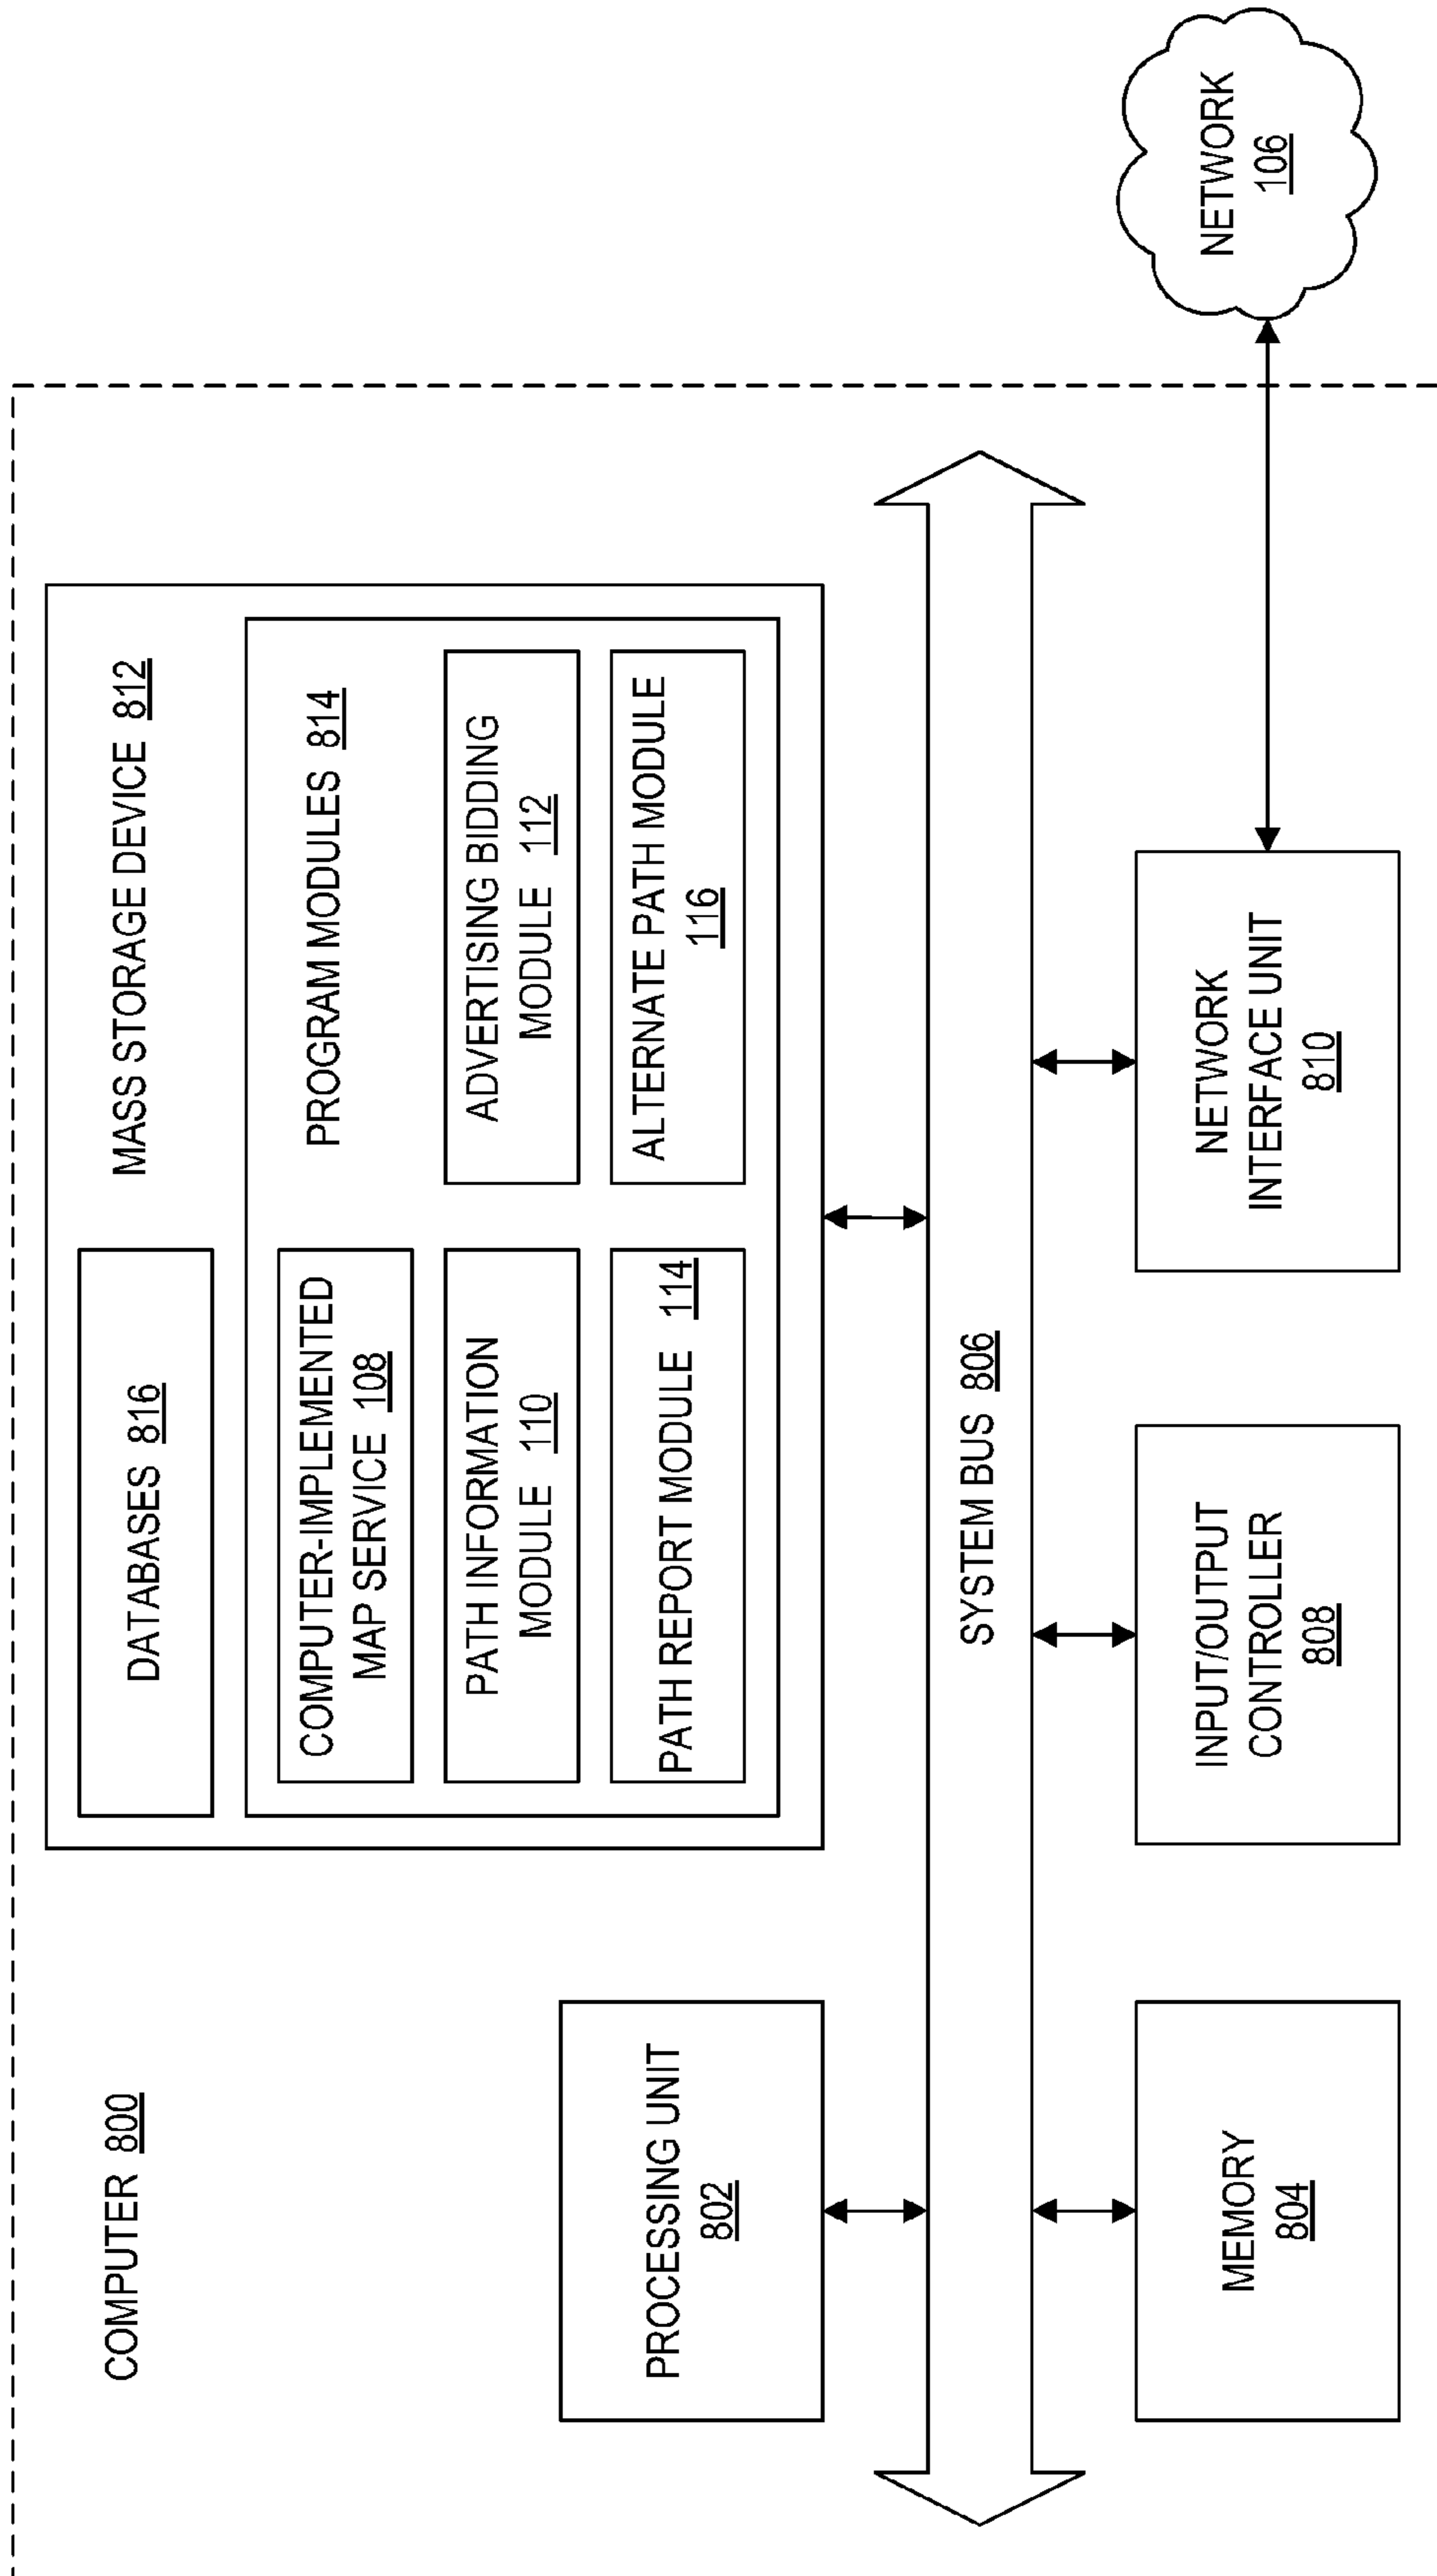 COMPUTER 800
MASS STORAGE DEVICE 812
DATABASES 816
PROGRAM MODULES 814
COMPUTER-IMPLEMENTED
MAP SERVICE 108
PATH INFORMATION
MODULE 110
ADVERTISING BIDDING
MODULE 112
PATH REPORT MODULE 114
ALTERNATE PATH MODULE
116
PROCESSING UNIT
802
SYSTEM BUS 806
MEMORY
804
INPUT/OUTPUT
CONTROLLER
808
NETWORK
INTERFACE UNIT
810
NETWORK
106